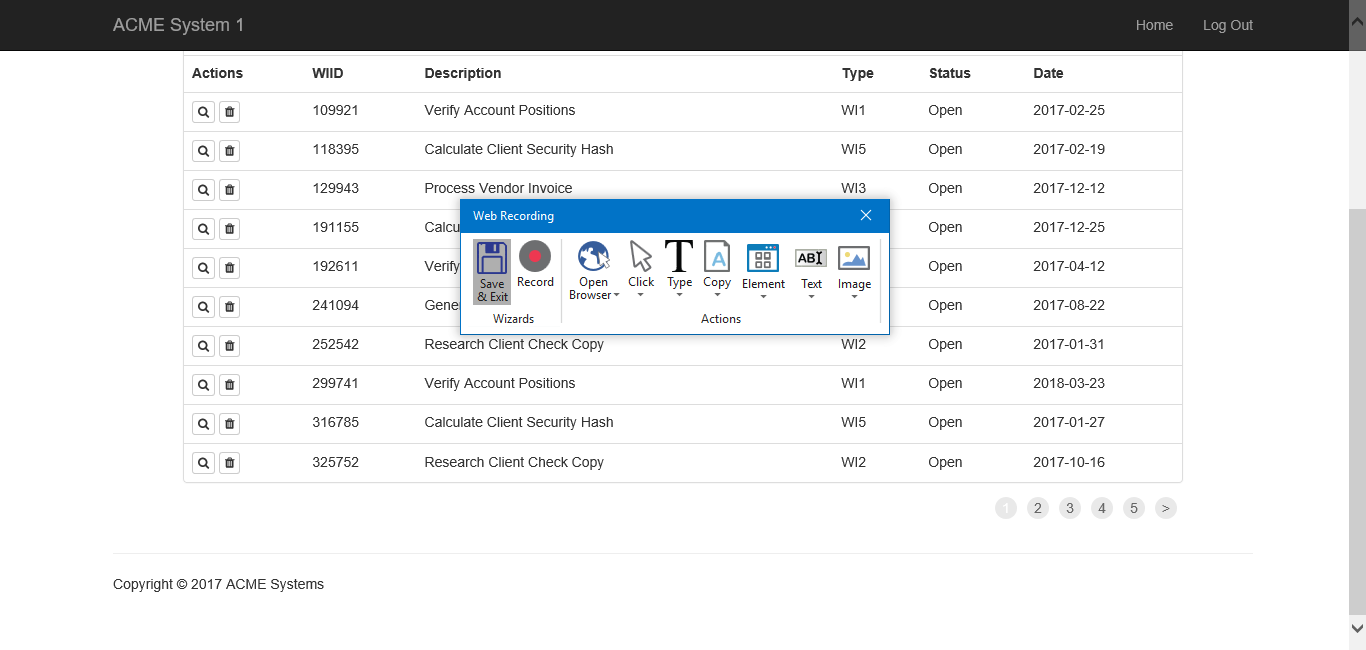 ACME System 1 Home Log Out
Actions WIID Description Type Status Date
109921 Verify Account Positions WI1 Open 2017-02-25
118395 Calculate Client Security Hash WI5 Open 2017-02-19
129943 Process Vendor Invoice WI3 Open 2017-12-12
191155 Calcu Open 2017-12-25
192611 Verify Open 2017-04-12
241094 Gene Open 2017-08-22
252542 Research Client Check Copy WI2 Open 2017-01-31
299741 Verify Account Positions WI1 Open 2018-03-23
316785 Calculate Client Security Hash WI5 Open 2017-01-27
325752 Research Client Check Copy WI2 Open 2017-10-16
Web Recording
Save & Exit Record Open Browser Click Type Copy Element Text Image
T A ABI
Wizards Actions
1 2 3 4 5 >
Copyright © 2017 ACME Systems